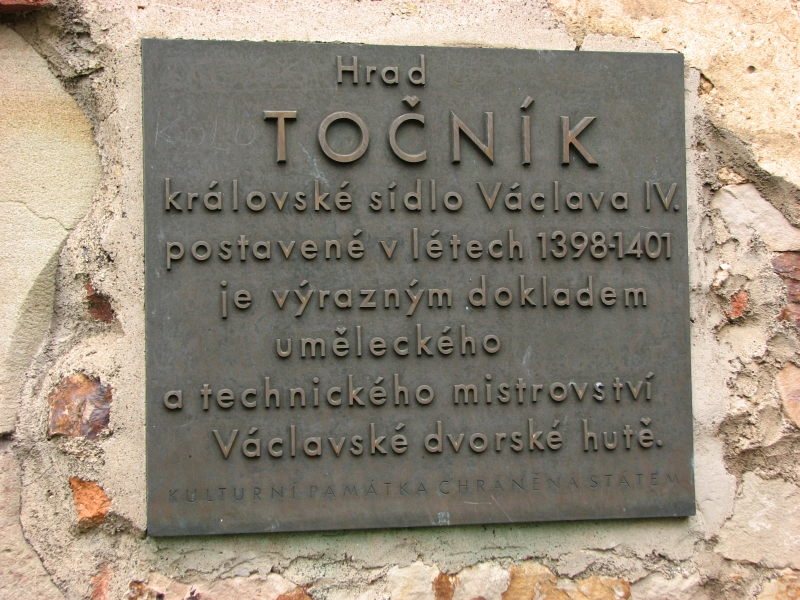 Hrad
TOČNÍK
královské sídlo Václava IV.
postavené v létech 1398-1401
je výrazným dokladem
uměleckého
a technického mistrovství
Václavské dvorské hutě.
KULTURNÍ PAMÁTKA CHRÁNĚNÁ STÁTEM